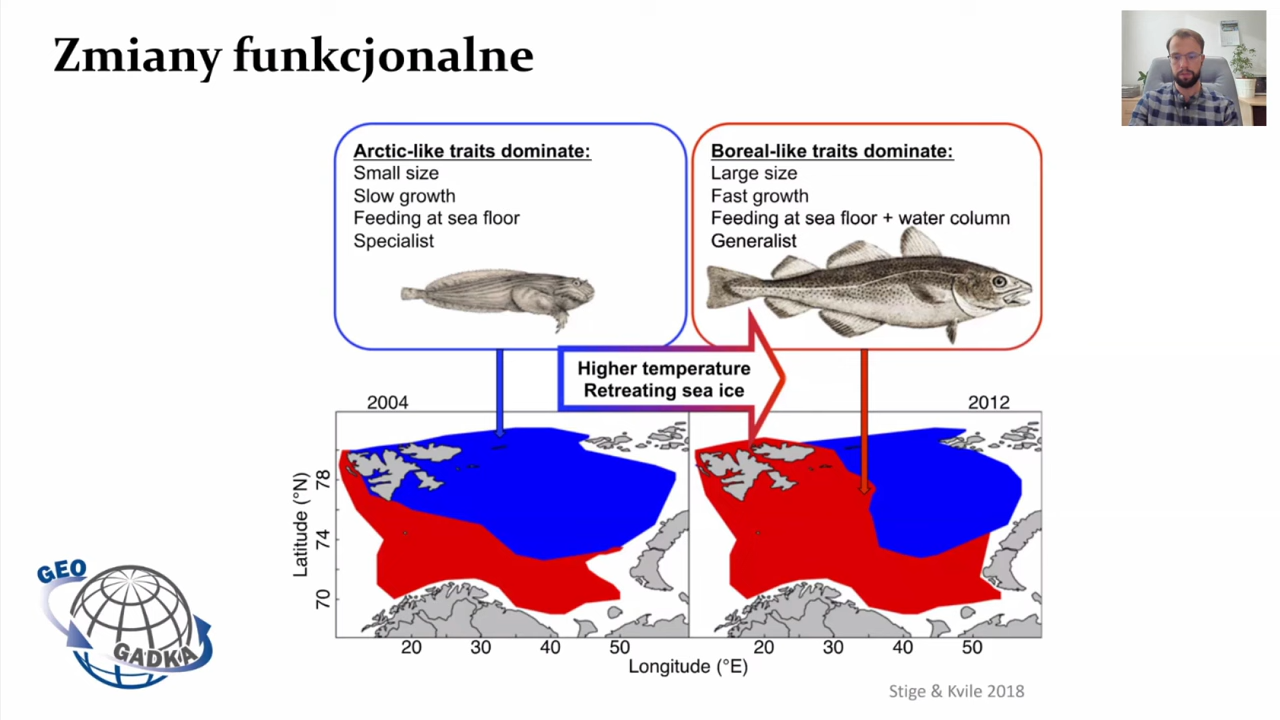 Zmiany funkcjonalne
Arctic-like traits dominate:
Small size
Slow growth
Feeding at sea floor
Specialist
Boreal-like traits dominate:
Large size
Fast growth
Feeding at sea floor + water column
Generalist
Higher temperature
Retreating sea ice
2004
2012
Latitude (°N)
78
74
70
20 30 40 50
20 30 40 50
Longitude (°E)
Stige & Kvile 2018
GEO
GADKA